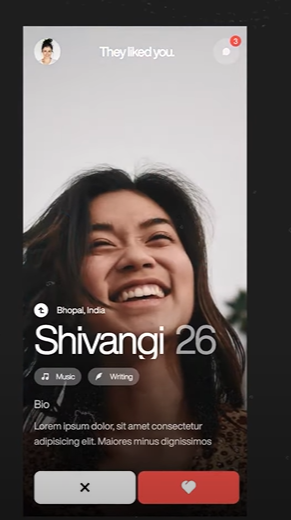 They liked you.
3
Bhopal, India
Shivangi 26
Music Writing
Bio
Lorem ipsum dolor, sit amet consectetur
adipisicing elit. Maiores minus dignissimos